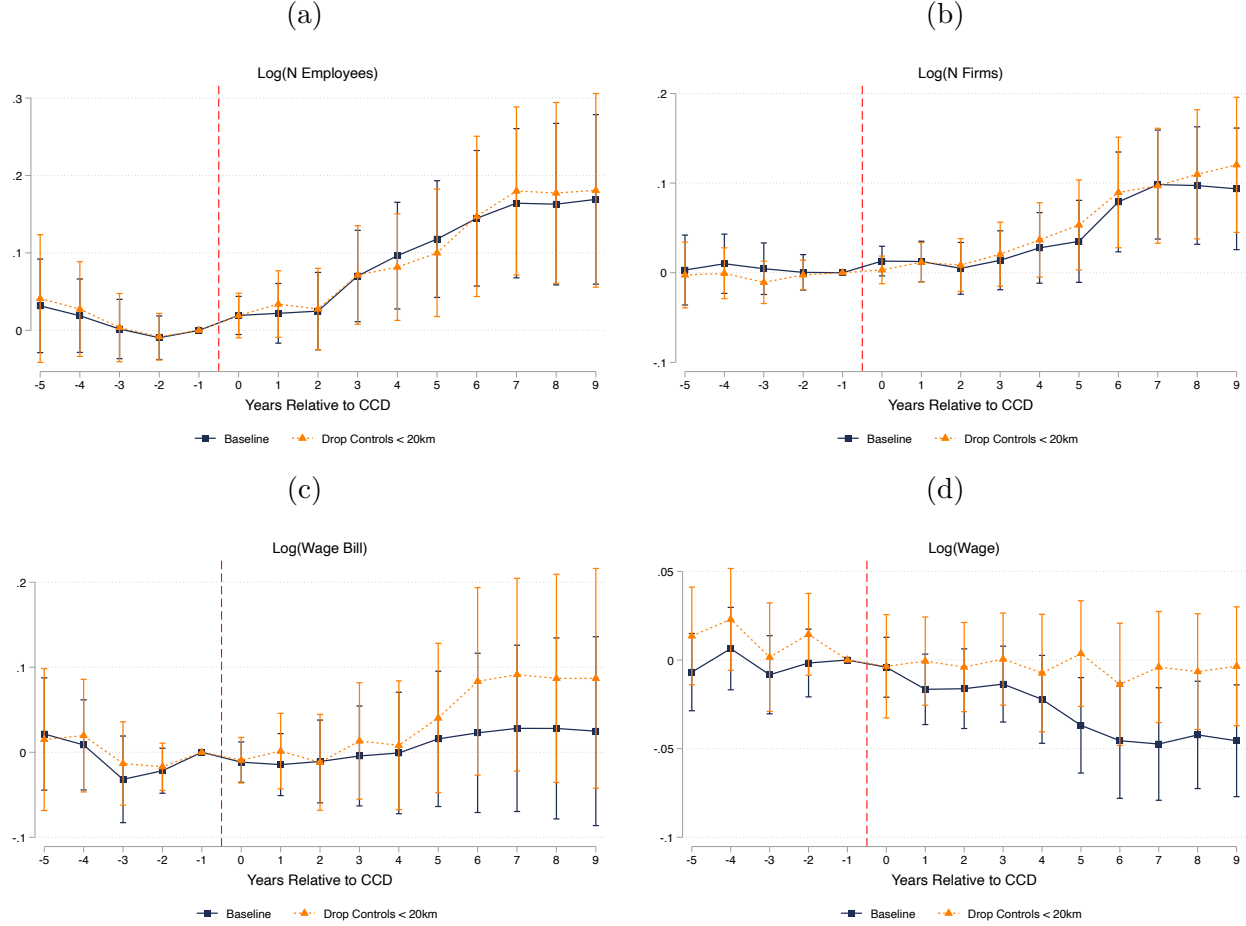 (a)
Log(N Employees)
.3
.2
.1
0
-5 -4 -3 -2 -1 0 1 2 3 4 5 6 7 8 9
Years Relative to CCD
Baseline Drop Controls < 20km
(b)
Log(N Firms)
.2
.1
0
-.1
-5 -4 -3 -2 -1 0 1 2 3 4 5 6 7 8 9
Years Relative to CCD
Baseline Drop Controls < 20km
(c)
Log(Wage Bill)
.2
.1
0
-.1
-5 -4 -3 -2 -1 0 1 2 3 4 5 6 7 8 9
Years Relative to CCD
Baseline Drop Controls < 20km
(d)
Log(Wage)
.05
0
-.05
-.1
-5 -4 -3 -2 -1 0 1 2 3 4 5 6 7 8 9
Years Relative to CCD
Baseline Drop Controls < 20km